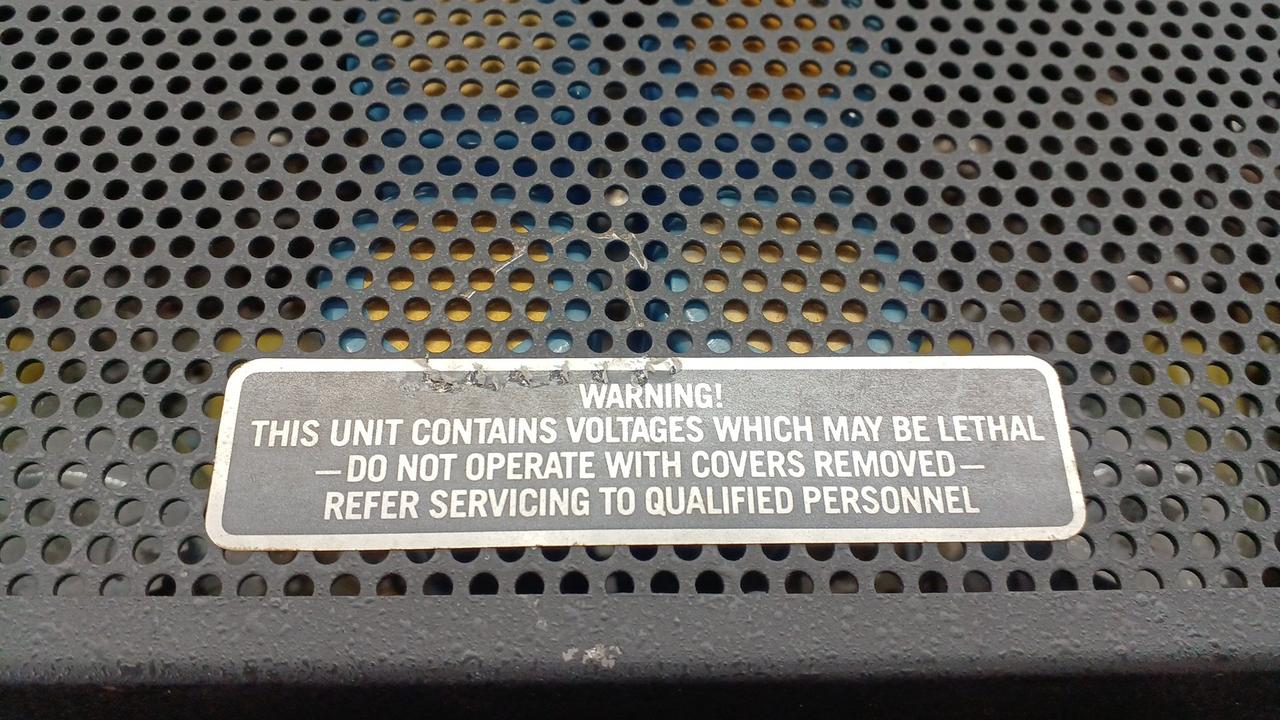 WARNING!
THIS UNIT CONTAINS VOLTAGES WHICH MAY BE LETHAL
—DO NOT OPERATE WITH COVERS REMOVED—
REFER SERVICING TO QUALIFIED PERSONNEL